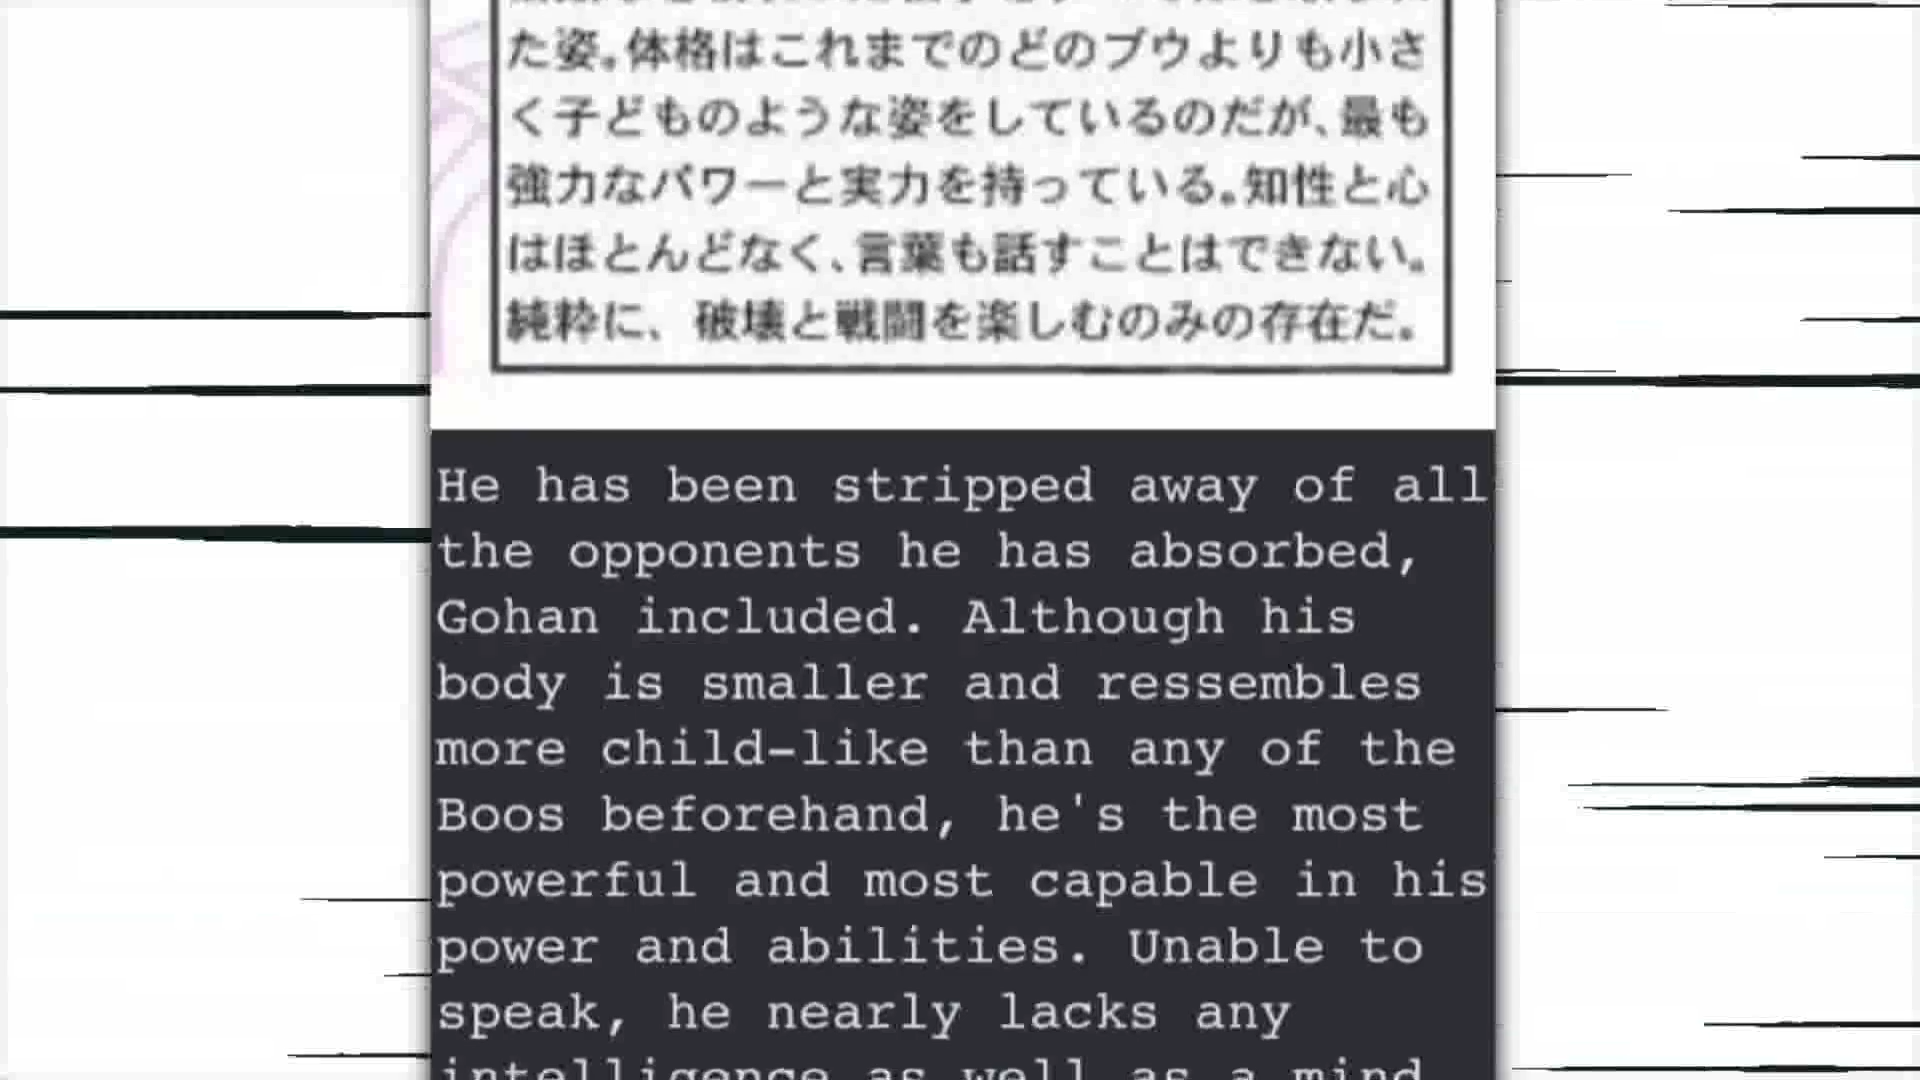 た姿。体格はこれまでのどのブウよりも小さ
く子どものような姿をしているのだが、最も
強力なパワーと実力を持っている。知性と心
はほとんどなく、言葉も話すことはできない。
純粋に、破壊と戦闘を楽しむのみの存在だ。
He has been stripped away of all
the opponents he has absorbed,
Gohan included. Although his
body is smaller and ressembles
more child-like than any of the
Boos beforehand, he's the most
powerful and most capable in his
power and abilities. Unable to
speak, he nearly lacks any
intelligence as well as a mind